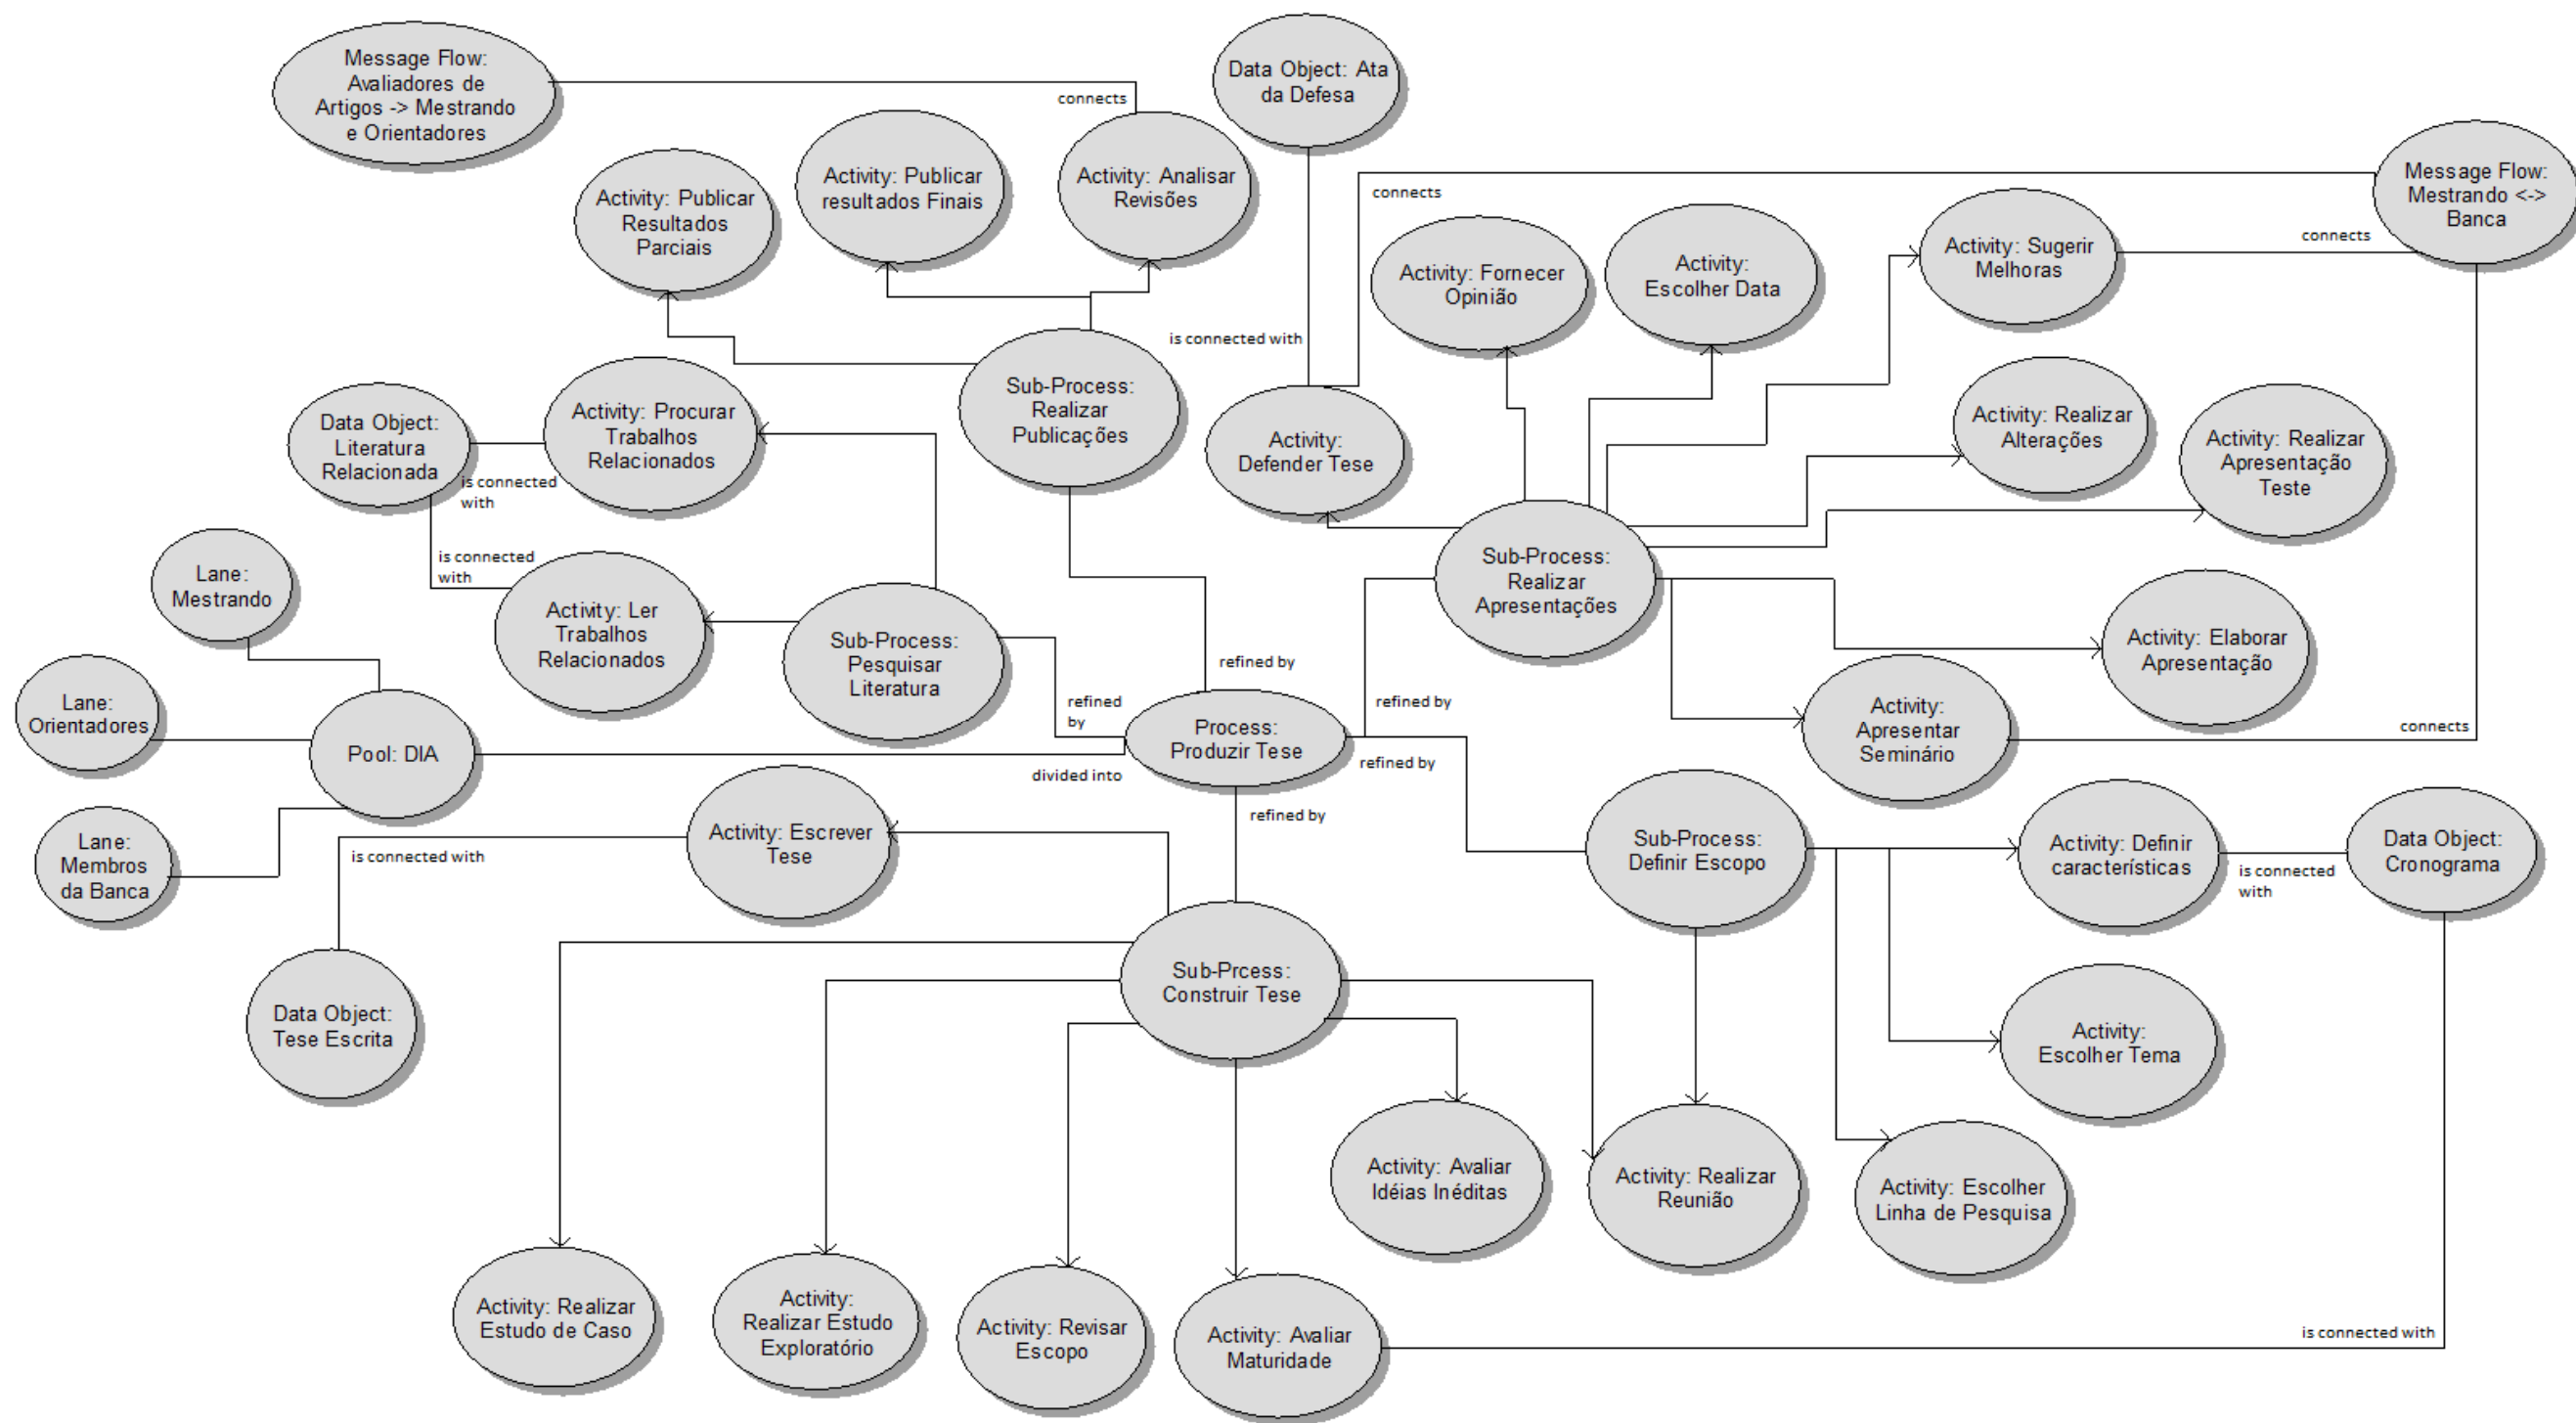 Message Flow:
Avaliadores de
Artigos -> Mestrando
e Orientadores
connects
Data Object: Ata
da Defesa
Activity: Publicar
Resultados
Parciais
Activity: Publicar
resultados Finais
Activity: Analisar
Revisões
connects
Message Flow:
Mestrando <->
Banca
Activity: Fornecer
Opinião
Activity:
Escolher Data
Activity: Sugerir
Melhoras
connects
is connected with
Data Object:
Literatura
Relacionada
Activity: Procurar
Trabalhos
Relacionados
Sub-Process:
Realizar
Publicações
Activity:
Defender Tese
Activity: Realizar
Alterações
Activity: Realizar
Apresentação
Teste
is connected
with
is connected
with
Lane:
Mestrando
Activity: Ler
Trabalhos
Relacionados
Sub-Process:
Pesquisar
Literatura
Sub-Process:
Realizar
Apresentações
Activity: Elaborar
Apresentação
refined by
refined
by
refined by
Lane:
Orientadores
Pool: DIA
Process:
Produzir Tese
Activity:
Apresentar
Seminário
connects
divided into
refined by
refined by
Lane:
Membros
da Banca
is connected with
Activity: Escrever
Tese
Sub-Process:
Definir Escopo
Activity: Definir
características
is connected
with
Data Object:
Cronograma
Data Object:
Tese Escrita
Sub-Prcess:
Construir Tese
Activity:
Escolher Tema
Activity: Avaliar
Idéias Inéditas
Activity: Realizar
Reunião
Activity: Escolher
Linha de Pesquisa
Activity: Realizar
Estudo de Caso
Activity:
Realizar Estudo
Exploratório
Activity: Revisar
Escopo
Activity: Avaliar
Maturidade
is connected with